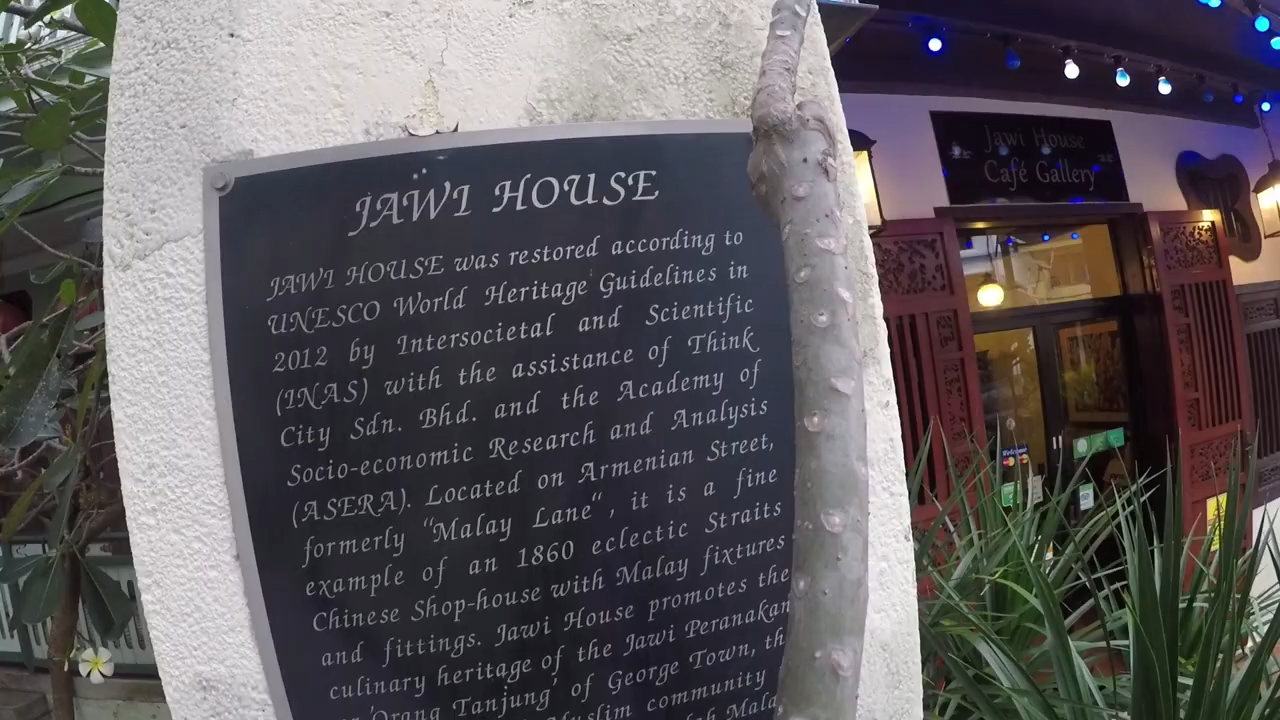 JAWI HOUSE
JAWI HOUSE was restored according to
UNESCO World Heritage Guidelines in
2012 by Intersocietal and Scientific
(INAS) with the assistance of Think
City Sdn. Bhd. and the Academy of
Socio-economic Research and Analysis
(ASERA). Located on Armenian Street,
formerly "Malay Lane", it is a fine
example of an 1860 eclectic Straits
Chinese Shop-house with Malay fixtures
and fittings. Jawi House promotes the
culinary heritage of the Jawi Peranakan
'Orang Tanjung' of George Town, th
Muslim community
Mala
Jawi House
Café Gallery
Welcome